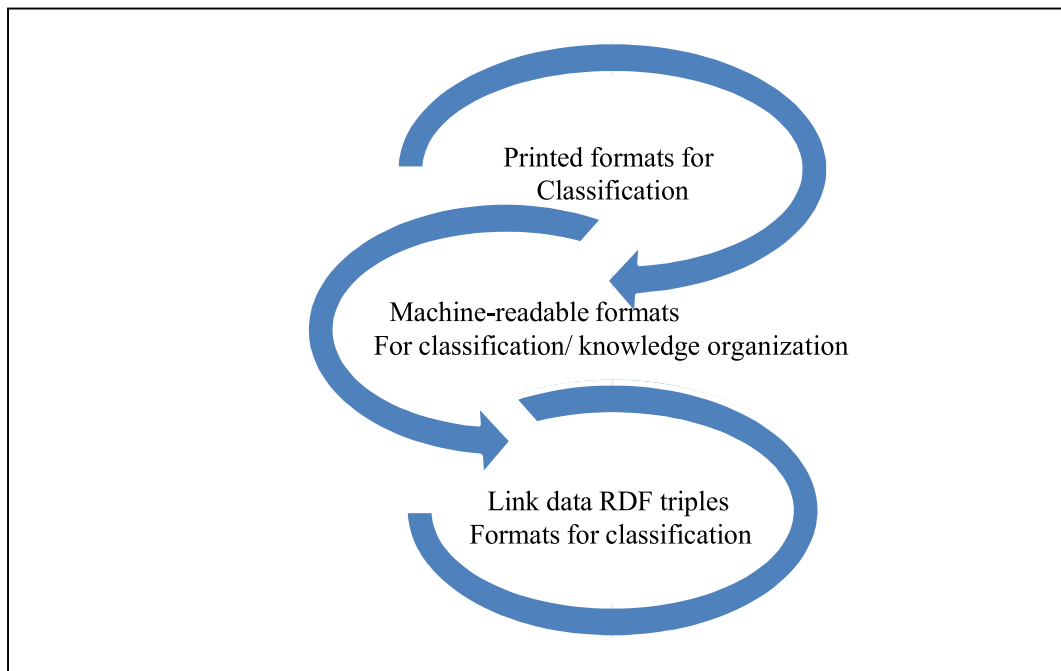 Printed formats for
Classification
Machine-readable formats
For classification/ knowledge organization
Link data RDF triples
Formats for classification